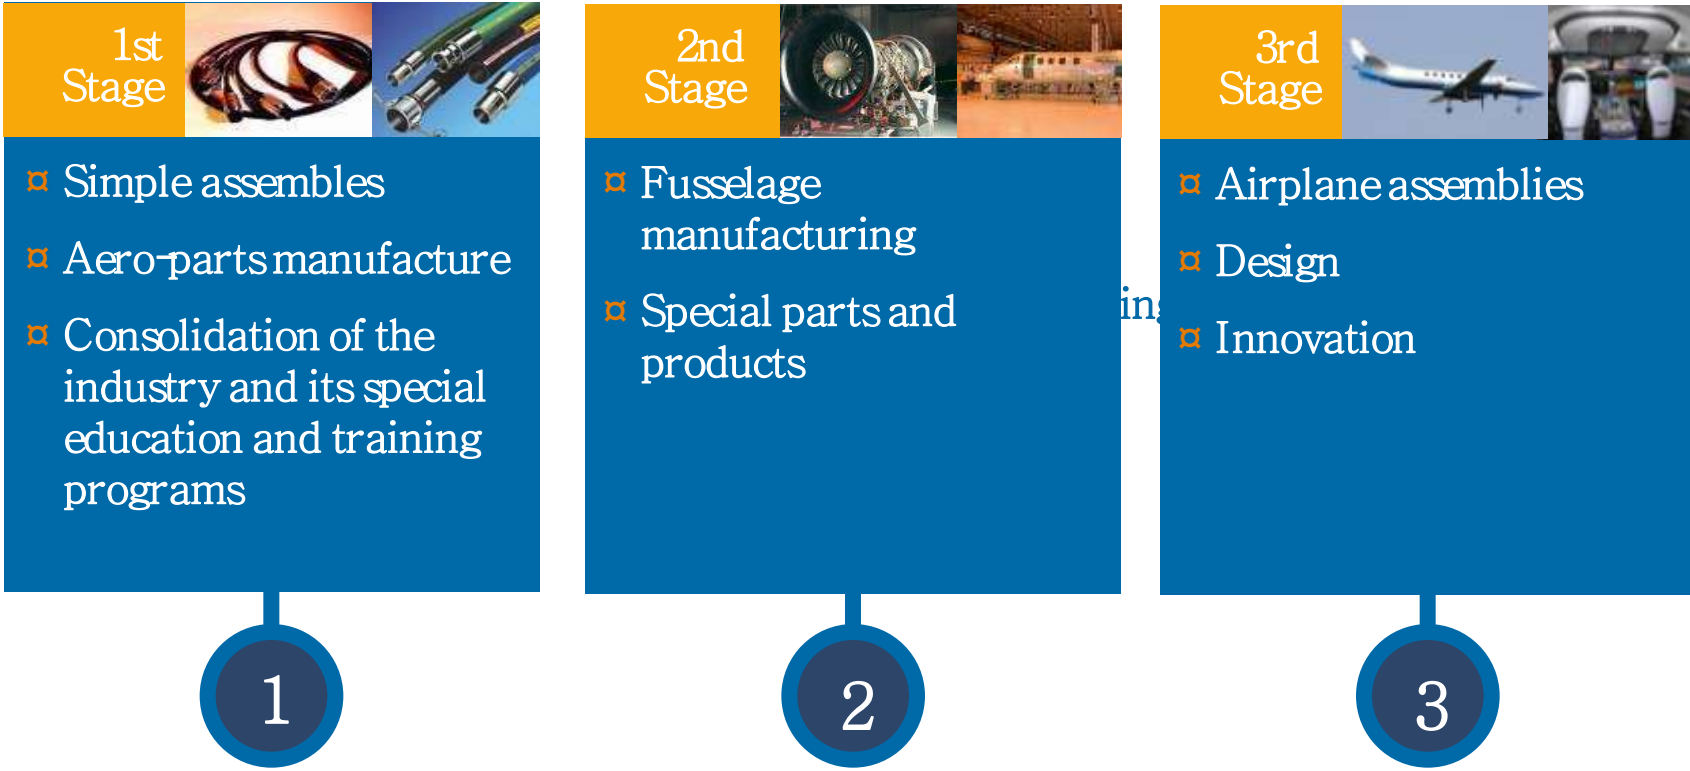 1st
Stage
¤ Simple assembles
¤ Aero-parts manufacture
¤ Consolidation of the
industry and its special
education and training
programs
1
2nd
Stage
¤ Fusselage
manufacturing
¤ Special parts and
products
2
ing
3rd
Stage
¤ Airplane assemblies
¤ Design
¤ Innovation
3